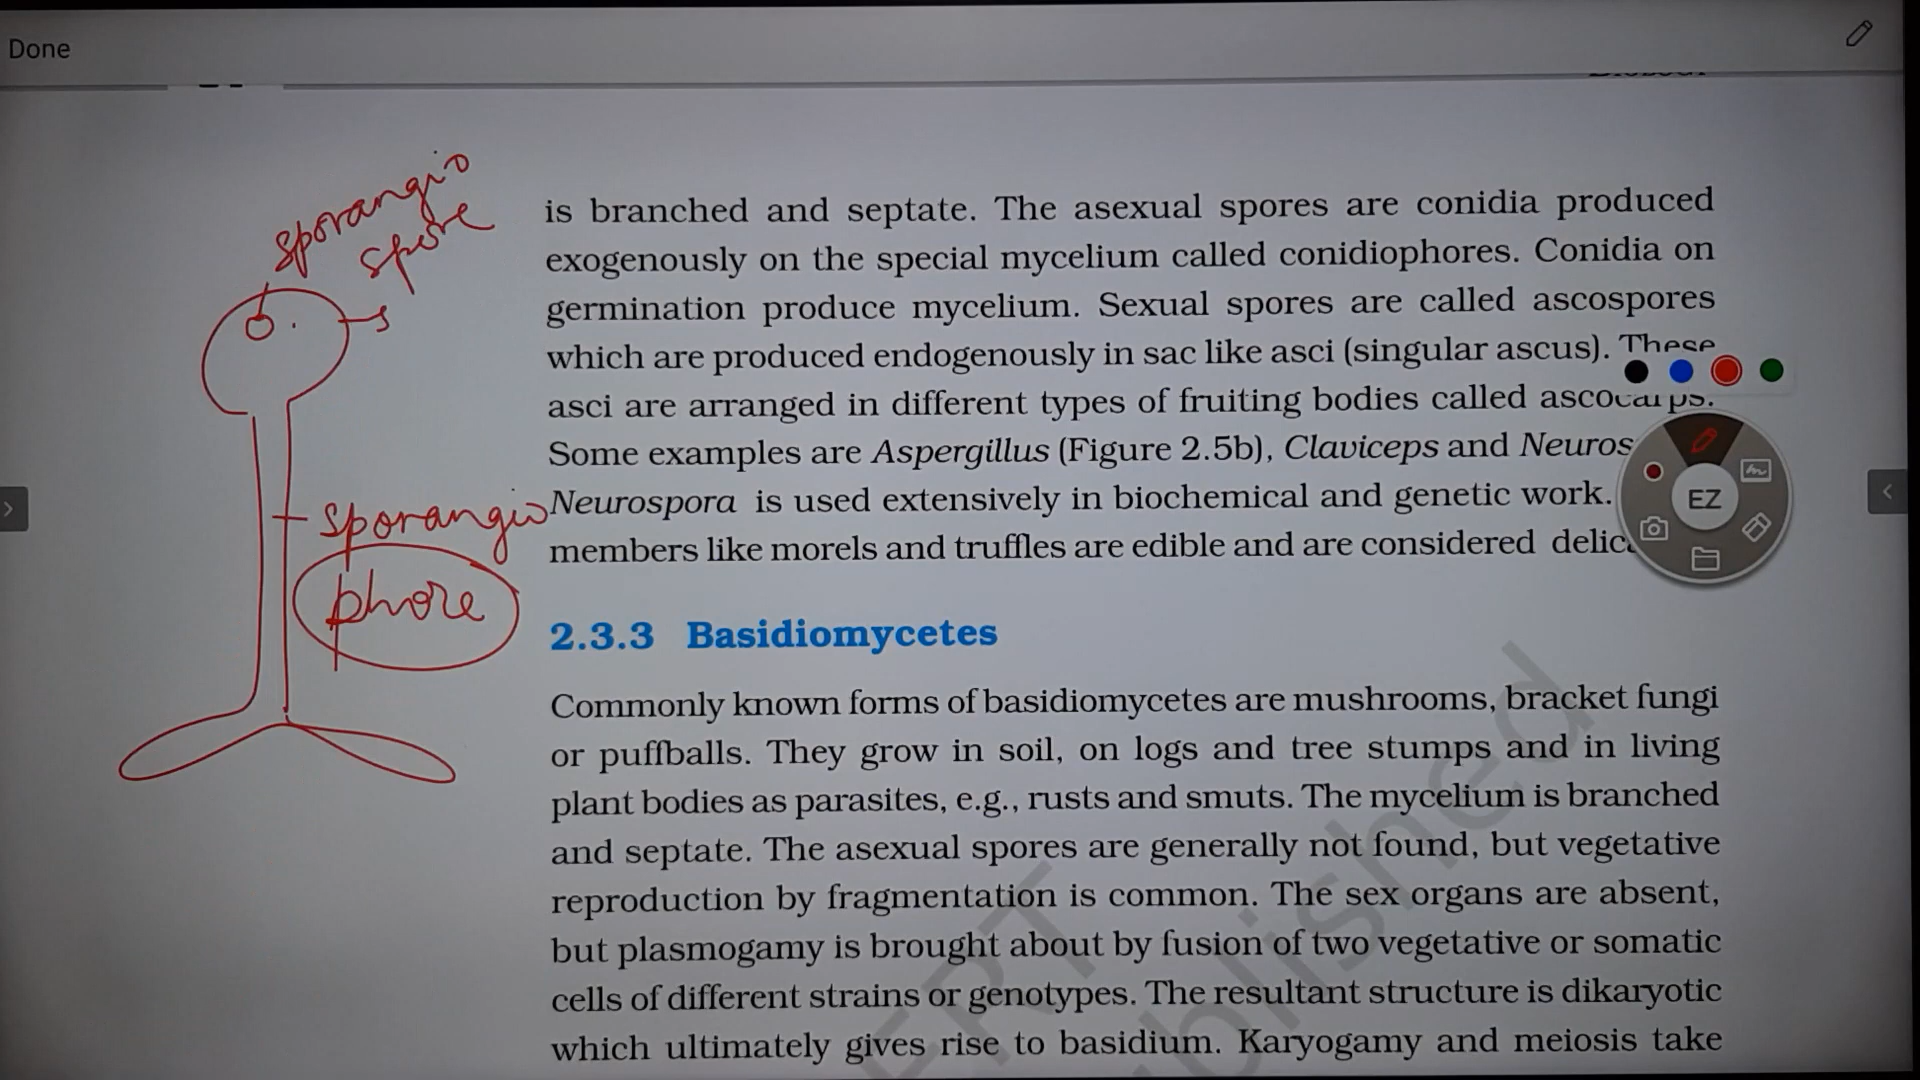 Done
sporangio
spore
is branched and septate. The asexual spores are conidia produced
exogenously on the special mycelium called conidiophores. Conidia on
germination produce mycelium. Sexual spores are called ascospores
which are produced endogenously in sac like asci (singular ascus). These
asci are arranged in different types of fruiting bodies called ascocarps.
Some examples are Aspergillus (Figure 2.5b), Claviceps and Neuros
EZ
sporangio
Neurospora is used extensively in biochemical and genetic work.
members like morels and truffles are edible and are considered delic
phore
2.3.3 Basidiomycetes
Commonly known forms of basidiomycetes are mushrooms, bracket fungi
or puffballs. They grow in soil, on logs and tree stumps and in living
plant bodies as parasites, e.g., rusts and smuts. The mycelium is branched
and septate. The asexual spores are generally not found, but vegetative
reproduction by fragmentation is common. The sex organs are absent,
but plasmogamy is brought about by fusion of two vegetative or somatic
cells of different strains or genotypes. The resultant structure is dikaryotic
which ultimately gives rise to basidium. Karyogamy and meiosis take